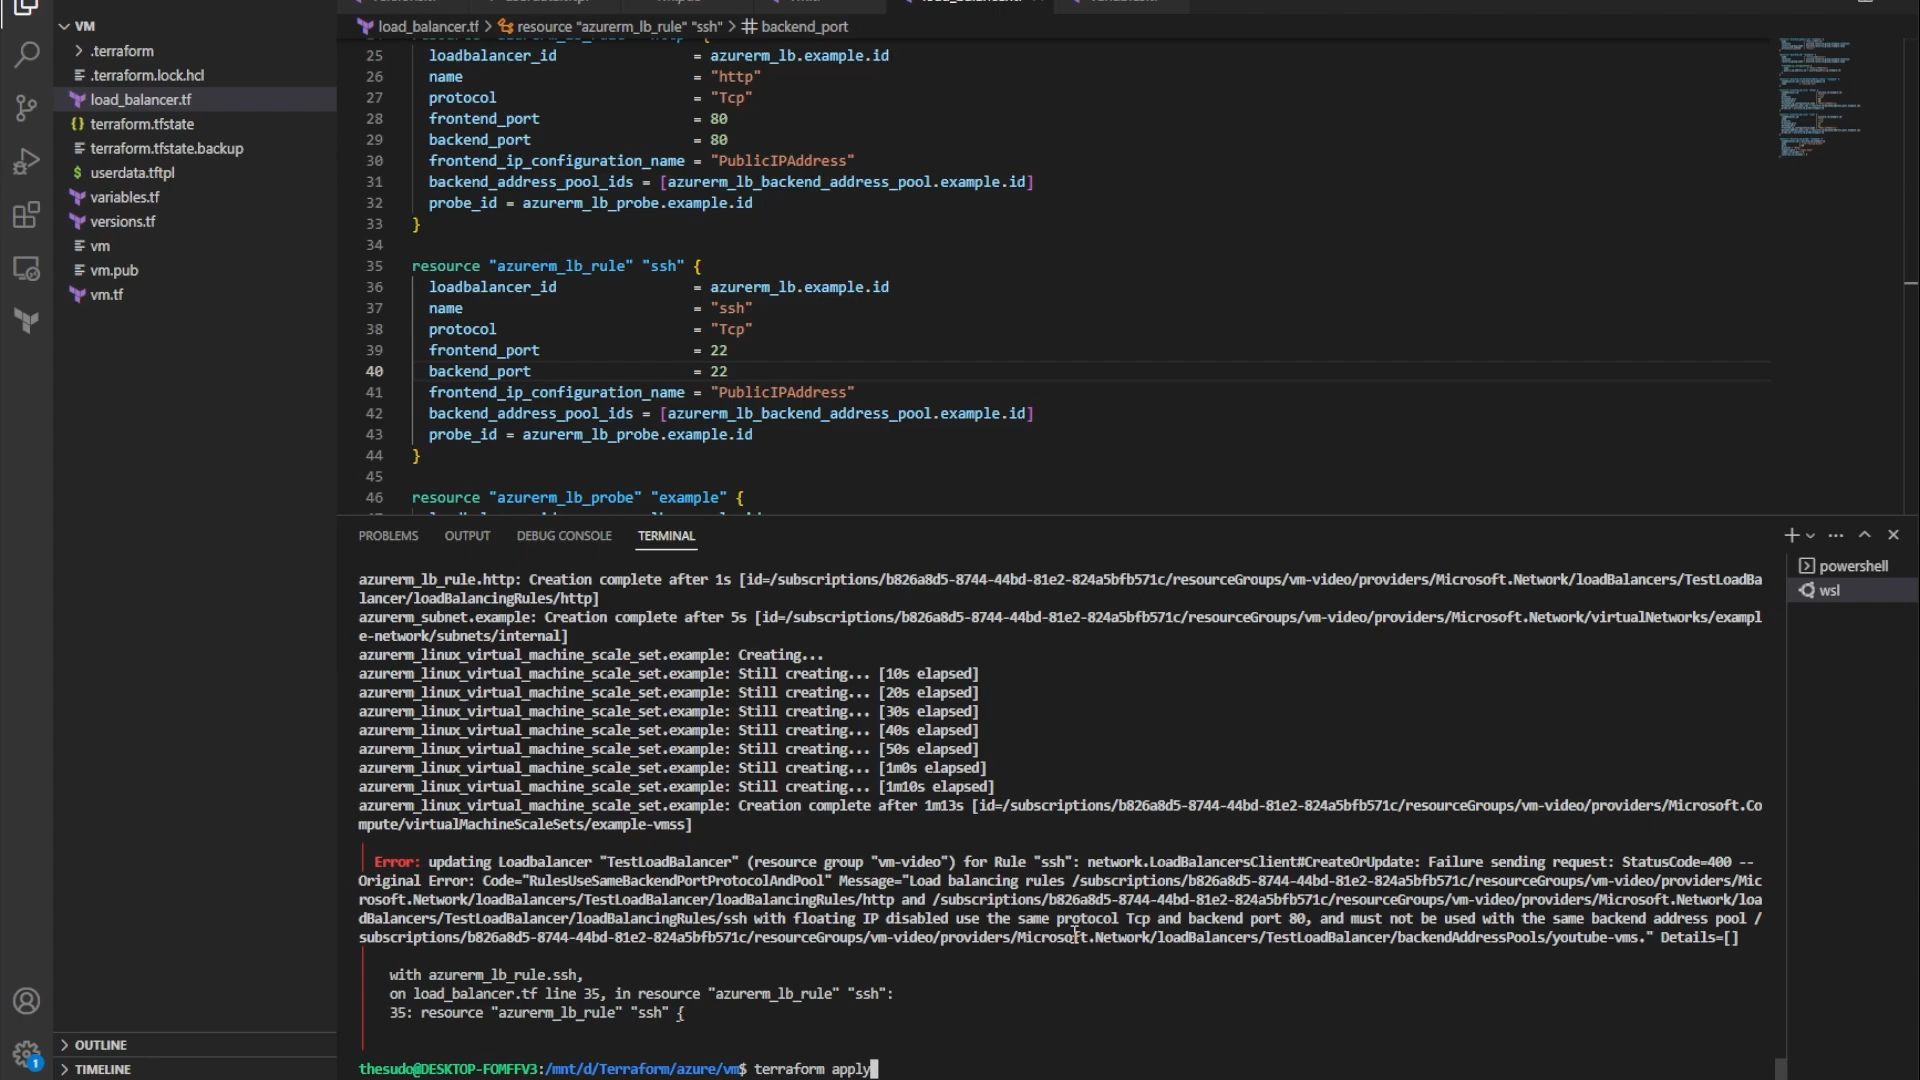 VM
.terraform
.terraform.lock.hcl
load_balancer.tf
terraform.tfstate
terraform.tfstate.backup
$ userdata.tftpl
variables.tf
versions.tf
vm
vm.pub
vm.tf
OUTLINE
TIMELINE
1
load_balancer.tf > resource "azurerm_lb_rule" "ssh" > backend_port
25 loadbalancer_id = azurerm_lb.example.id
26 name = "http"
27 protocol = "Tcp"
28 frontend_port = 80
29 backend_port = 80
30 frontend_ip_configuration_name = "PublicIPAddress"
31 backend_address_pool_ids = [azurerm_lb_backend_address_pool.example.id]
32 probe_id = azurerm_lb_probe.example.id
33 }
34
35 resource "azurerm_lb_rule" "ssh" {
36 loadbalancer_id = azurerm_lb.example.id
37 name = "ssh"
38 protocol = "Tcp"
39 frontend_port = 22
40 backend_port = 22
41 frontend_ip_configuration_name = "PublicIPAddress"
42 backend_address_pool_ids = [azurerm_lb_backend_address_pool.example.id]
43 probe_id = azurerm_lb_probe.example.id
44 }
45
46 resource "azurerm_lb_probe" "example" {
PROBLEMS OUTPUT DEBUG CONSOLE TERMINAL
powershell
wsl
azurerm_lb_rule.http: Creation complete after 1s [id=/subscriptions/b826a8d5-8744-44bd-81e2-824a5bfb571c/resourceGroups/vm-video/providers/Microsoft.Network/loadBalancers/TestLoadBa
lancer/loadBalancingRules/http]
azurerm_subnet.example: Creation complete after 5s [id=/subscriptions/b826a8d5-8744-44bd-81e2-824a5bfb571c/resourceGroups/vm-video/providers/Microsoft.Network/virtualNetworks/exampl
e-network/subnets/internal]
azurerm_linux_virtual_machine_scale_set.example: Creating...
azurerm_linux_virtual_machine_scale_set.example: Still creating... [10s elapsed]
azurerm_linux_virtual_machine_scale_set.example: Still creating... [20s elapsed]
azurerm_linux_virtual_machine_scale_set.example: Still creating... [30s elapsed]
azurerm_linux_virtual_machine_scale_set.example: Still creating... [40s elapsed]
azurerm_linux_virtual_machine_scale_set.example: Still creating... [50s elapsed]
azurerm_linux_virtual_machine_scale_set.example: Still creating... [1m0s elapsed]
azurerm_linux_virtual_machine_scale_set.example: Still creating... [1m10s elapsed]
azurerm_linux_virtual_machine_scale_set.example: Creation complete after 1m13s [id=/subscriptions/b826a8d5-8744-44bd-81e2-824a5bfb571c/resourceGroups/vm-video/providers/Microsoft.Co
mpute/virtualMachineScaleSets/example-vmss]
Error: updating Loadbalancer "TestLoadBalancer" (resource group "vm-video") for Rule "ssh": network.LoadBalancersClient#CreateOrUpdate: Failure sending request: StatusCode=400 --
Original Error: Code="RulesUseSameBackendPortProtocolAndPool" Message="Load balancing rules /subscriptions/b826a8d5-8744-44bd-81e2-824a5bfb571c/resourceGroups/vm-video/providers/Mic
rosoft.Network/loadBalancers/TestLoadBalancer/loadBalancingRules/http and /subscriptions/b826a8d5-8744-44bd-81e2-824a5bfb571c/resourceGroups/vm-video/providers/Microsoft.Network/loa
dBalancers/TestLoadBalancer/loadBalancingRules/ssh with floating IP disabled use the same protocol Tcp and backend port 80, and must not be used with the same backend address pool /
subscriptions/b826a8d5-8744-44bd-81e2-824a5bfb571c/resourceGroups/vm-video/providers/Microsoft.Network/loadBalancers/TestLoadBalancer/backendAddressPools/youtube-vms." Details=[]
with azurerm_lb_rule.ssh,
on load_balancer.tf line 35, in resource "azurerm_lb_rule" "ssh":
35: resource "azurerm_lb_rule" "ssh" {
thesudo@DESKTOP-FOMFFV3:/mnt/d/Terraform/azure/vm$ terraform apply